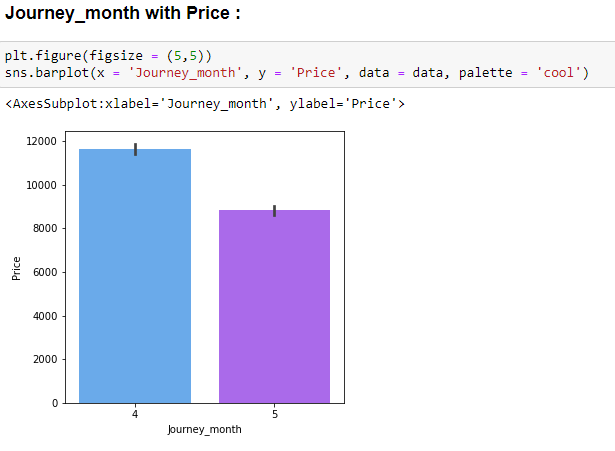 Journey_month with Price :
plt.figure(figsize = (5,5))
sns.barplot(x = 'Journey_month', y = 'Price', data = data, palette = 'cool')
<AxesSubplot:xlabel='Journey_month', ylabel='Price'>
12000
10000
8000
6000
4000
2000
0
Price
4 5
Journey_month